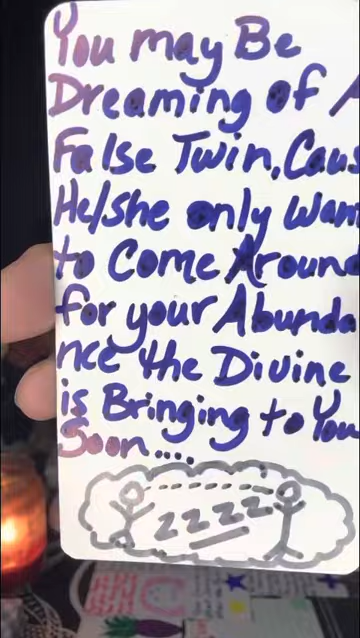 You may Be
Dreaming of A
False Twin, Caus
He/she only Wan
to Come Around
for your Abunda
nce the Divine
is Bringing to You
Soon....
ZZZZ